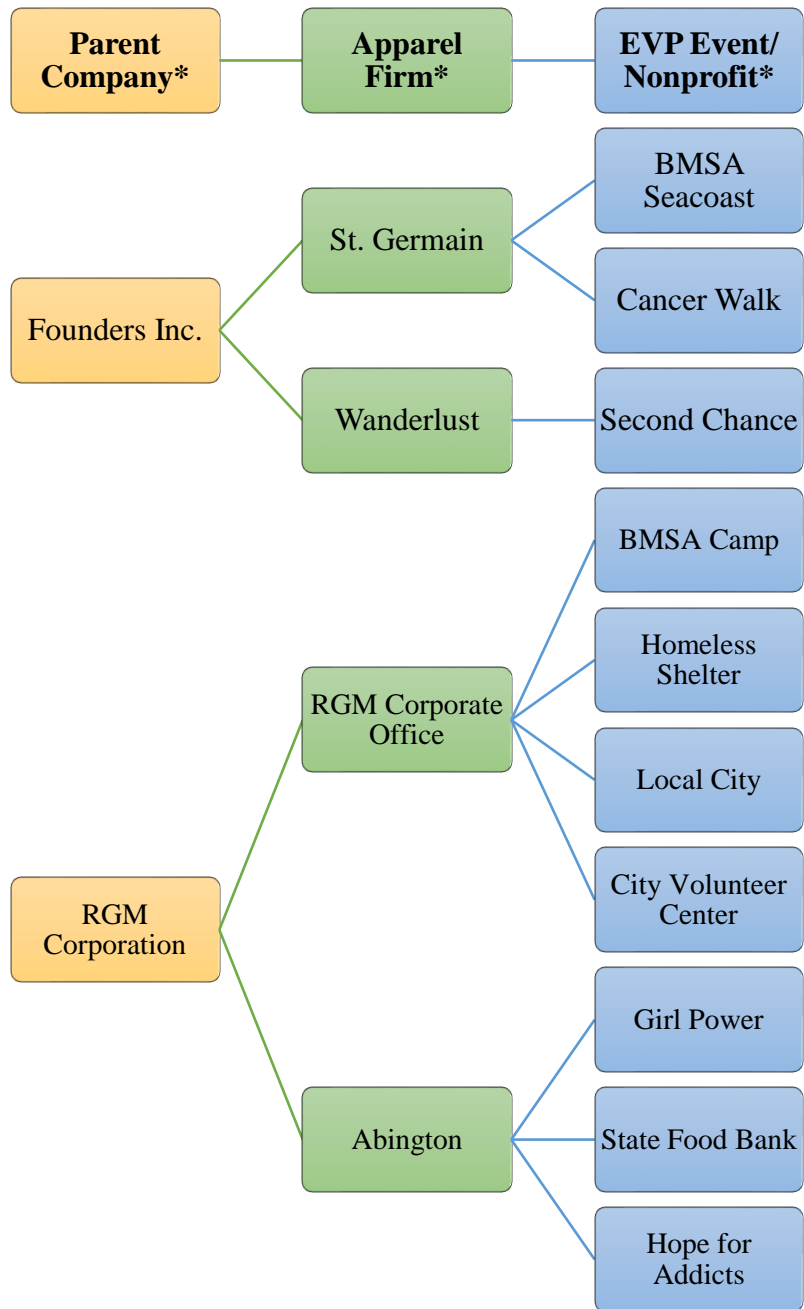 Parent
Company*
Apparel
Firm*
EVP Event/
Nonprofit*
Founders Inc.
St. Germain
BMSA
Seacoast
Cancer Walk
Wanderlust
Second Chance
RGM
Corporation
RGM Corporate
Office
BMSA Camp
Homeless
Shelter
Local City
City Volunteer
Center
Abington
Girl Power
State Food Bank
Hope for
Addicts